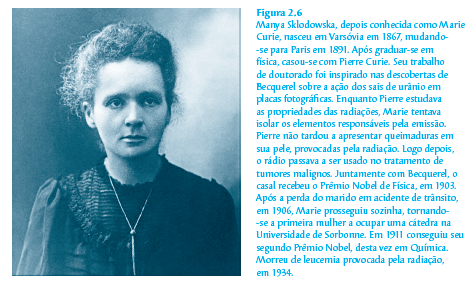 Figura 2.6
Manya Sklodowska, depois conhecida como Marie
Curie, nasceu em Varsóvia em 1867, mudando-
-se para Paris em 1891. Após graduar-se em
física, casou-se com Pierre Curie. Seu trabalho
de doutorado foi inspirado nas descobertas de
Becquerel sobre a ação dos sais de urânio em
placas fotográficas. Enquanto Pierre estudava
as propriedades das radiações, Marie tentava
isolar os elementos responsáveis pela emissão.
Pierre não tardou a apresentar queimaduras em
sua pele, provocadas pela radiação. Logo depois,
o rádio passava a ser usado no tratamento de
tumores malignos. Juntamente com Becquerel, o
casal recebeu o Prêmio Nobel de Física, em 1903.
Após a perda do marido em acidente de trânsito,
em 1906, Marie prosseguiu sozinha, tornando-
-se a primeira mulher a ocupar uma cátedra na
Universidade de Sorbonne. Em 1911 conseguiu seu
segundo Prêmio Nobel, desta vez em Química.
Morreu de leucemia provocada pela radiação,
em 1934.